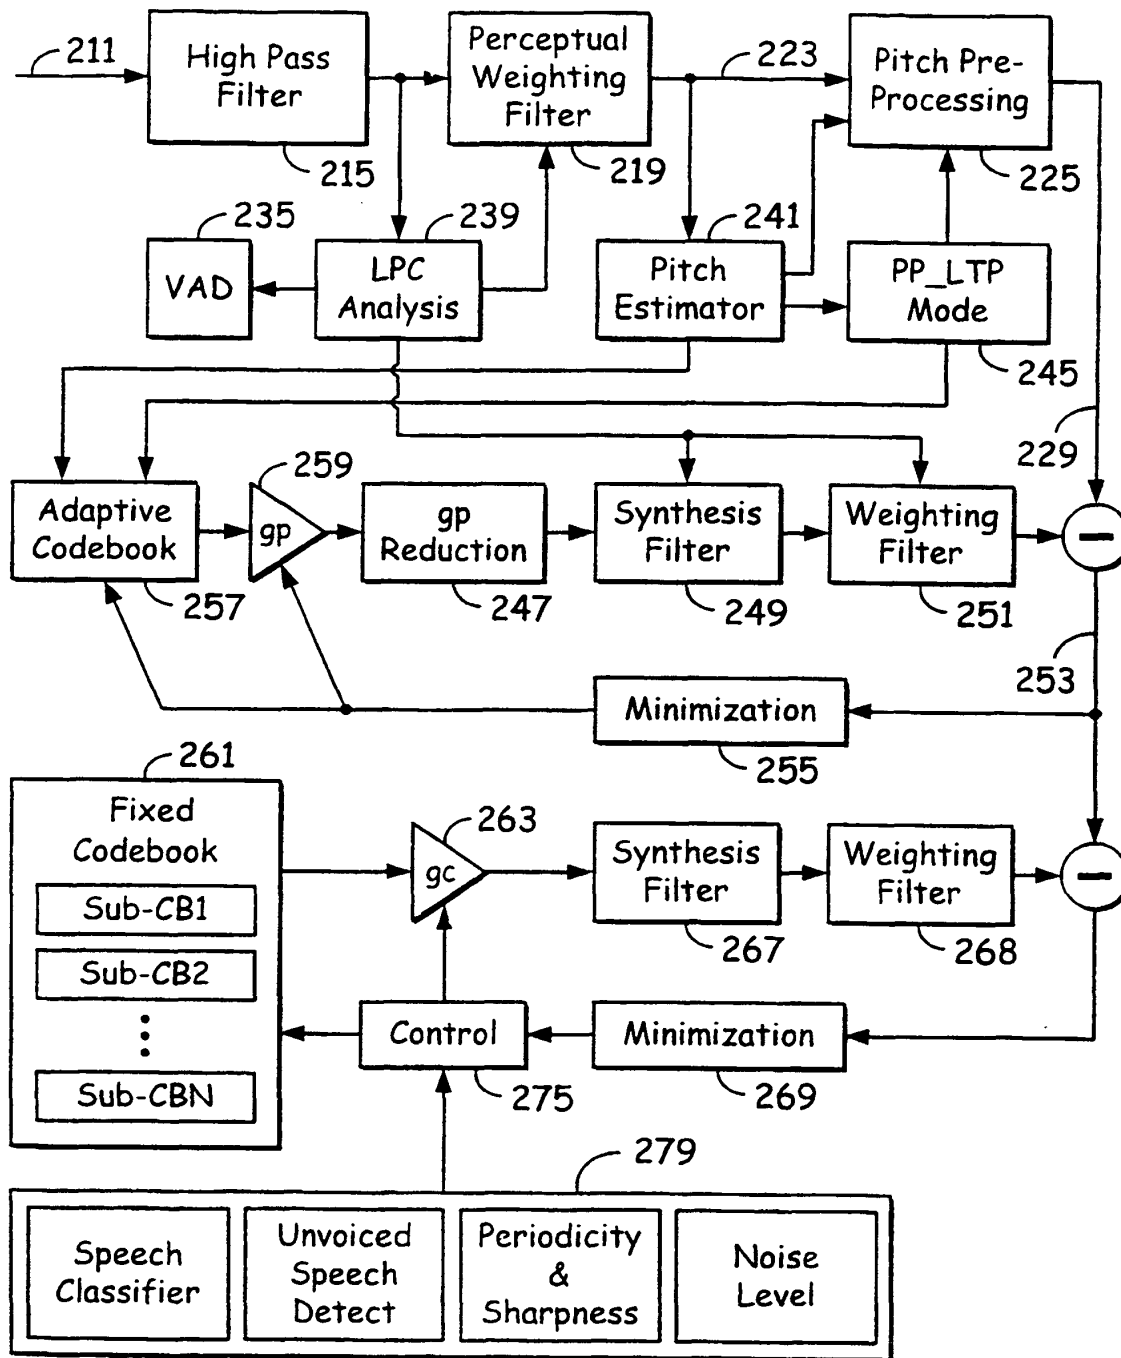 211
High Pass
Filter
215
Perceptual
Weighting
Filter
219
223
Pitch Pre-
Processing
225
235
VAD
239
LPC
Analysis
241
Pitch
Estimator
PP_LTP
Mode
245
229
Adaptive
Codebook
257
259
gp
gp
Reduction
247
Synthesis
Filter
249
Weighting
Filter
251
253
Minimization
255
261
Fixed
Codebook
Sub-CB1
Sub-CB2
Sub-CBN
263
gc
Synthesis
Filter
267
Weighting
Filter
268
Control
275
Minimization
269
279
Speech
Classifier
Unvoiced
Speech
Detect
Periodicity
&
Sharpness
Noise
Level